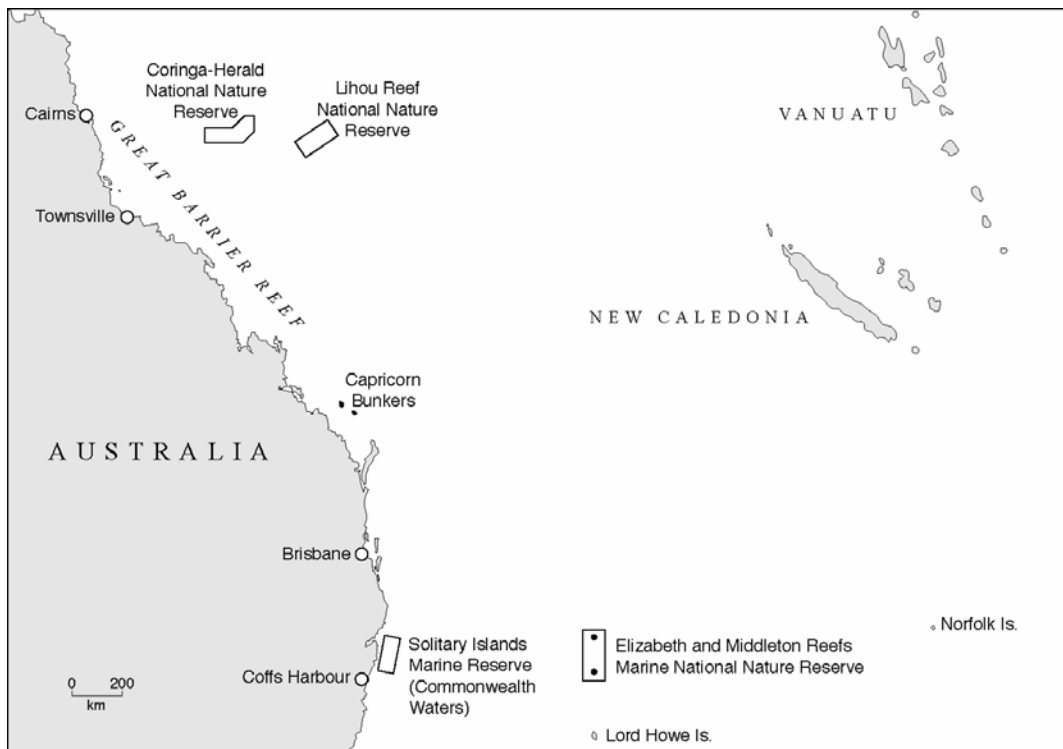 Coringa-Herald
National Nature
Reserve
Lihou Reef
National Nature
Reserve
Cairns
VANUATU
GREAT BARRIER REEF
Townsville
NEW CALEDONIA
Capricorn
Bunkers
AUSTRALIA
Brisbane
Solitary Islands
Marine Reserve
(Commonwealth
Waters)
Elizabeth and Middleton Reefs
Marine National Nature Reserve
Norfolk Is.
Coffs Harbour
0 200
km
Lord Howe Is.